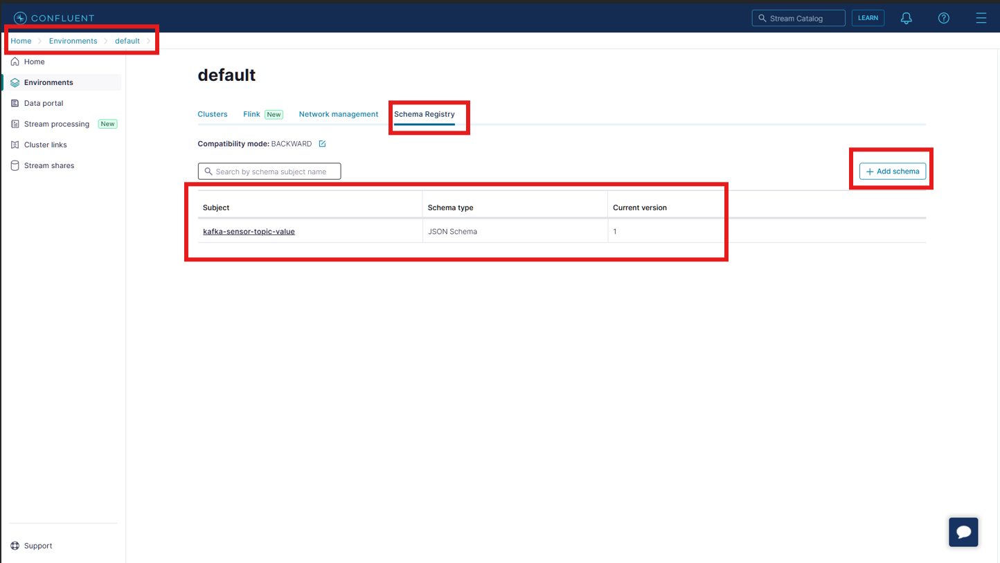 CONFLUENT
Stream Catalog
LEARN
Home
Environments
default
Home
Environments
Data portal
Stream processing New
Cluster links
Stream shares
default
Clusters
Flink New
Network management
Schema Registry
Compatibility mode: BACKWARD
Search by schema subject name
Add schema
Subject
Schema type
Current version
kafka-sensor-topic-value
JSON Schema
1
Support